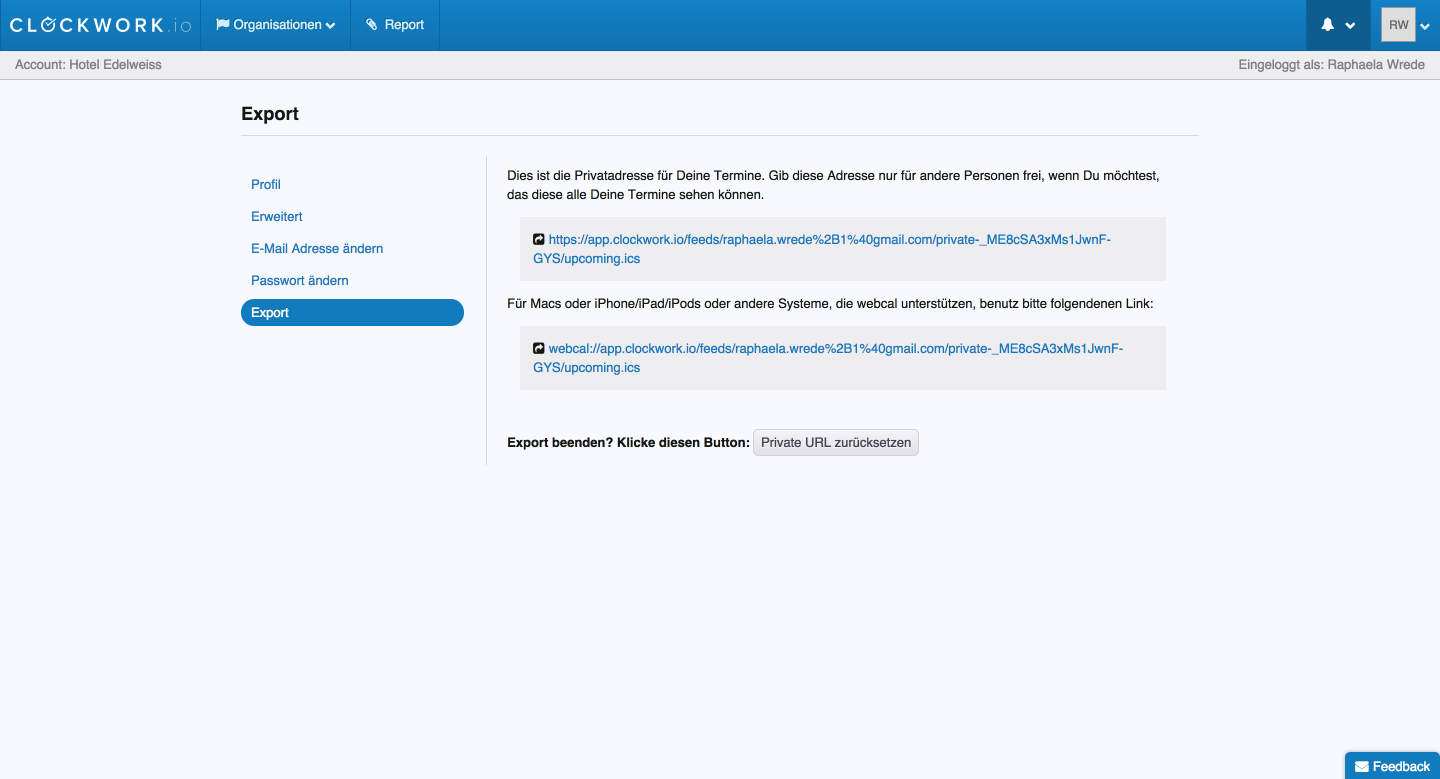 CLOCKWORK.io
Organisationen
Report
RW
Account: Hotel Edelweiss
Eingeloggt als: Raphaela Wrede
Export
Profil
Erweitert
E-Mail Adresse ändern
Passwort ändern
Export
Dies ist die Privatadresse für Deine Termine. Gib diese Adresse nur für andere Personen frei, wenn Du möchtest,
das diese alle Deine Termine sehen können.
https://app.clockwork.io/feeds/raphaela.wrede%2B1%40gmail.com/private-_ME8cSA3xMs1JwnF-
GYS/upcoming.ics
Für Macs oder iPhone/iPad/iPods oder andere Systeme, die webcal unterstützen, benutz bitte folgendenen Link:
webcal://app.clockwork.io/feeds/raphaela.wrede%2B1%40gmail.com/private-_ME8cSA3xMs1JwnF-
GYS/upcoming.ics
Export beenden? Klicke diesen Button: Private URL zurücksetzen
Feedback